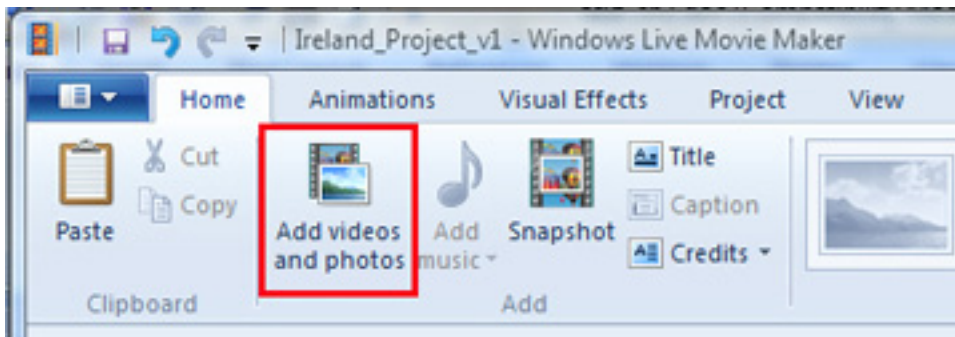 Ireland_Project_v1 - Windows Live Movie Maker
Home Animations Visual Effects Project View
Paste
Cut
Copy
Clipboard
Add videos
and photos
Add
music
Snapshot
Title
Caption
Credits
Add